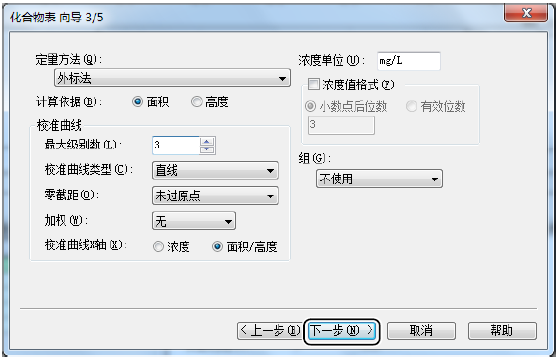 化合物表 向导 3/5
定量方法(Q):
外标法
计算依据(D):
面积
高度
校准曲线
最大级别数(L):
3
校准曲线类型(C):
直线
零截距(O):
未过原点
加权(W):
无
校准曲线X轴(X):
浓度
面积/高度
浓度单位(U):
mg/L
浓度值格式(Z)
小数点后位数
有效位数
3
组(G):
不使用
<上一步(B)
下一步(N) >
取消
帮助